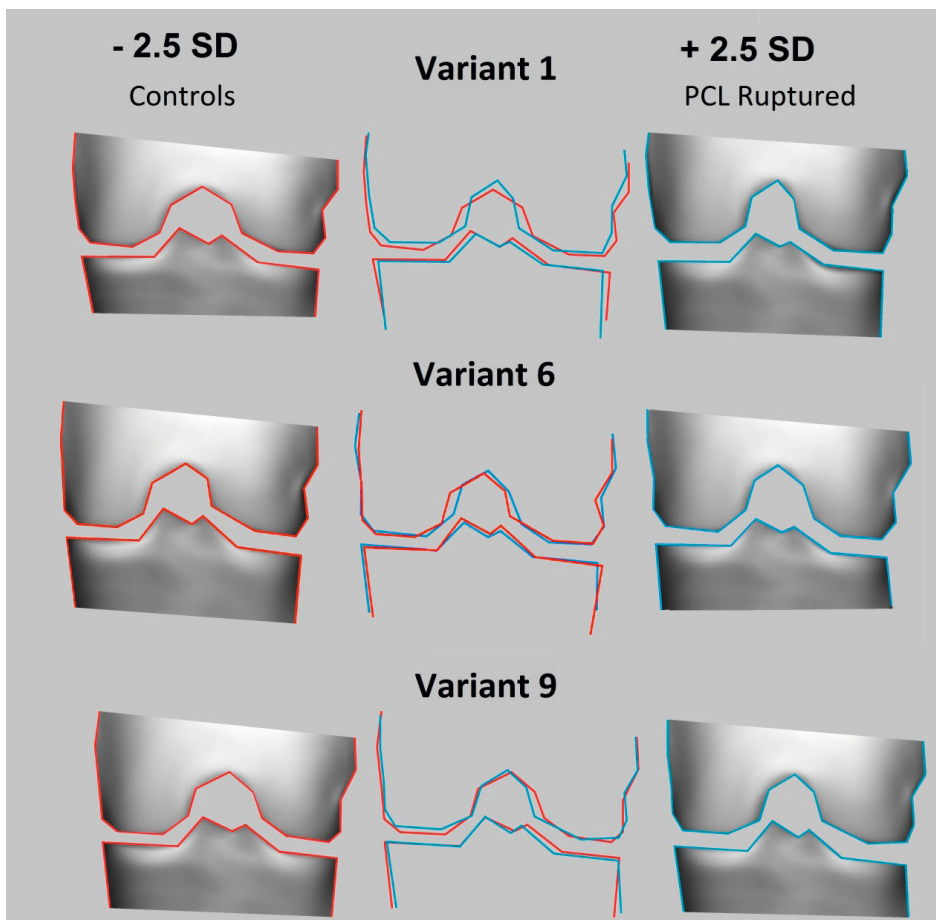 - 2.5 SD
Controls
Variant 1
+ 2.5 SD
PCL Ruptured
Variant 6
Variant 9